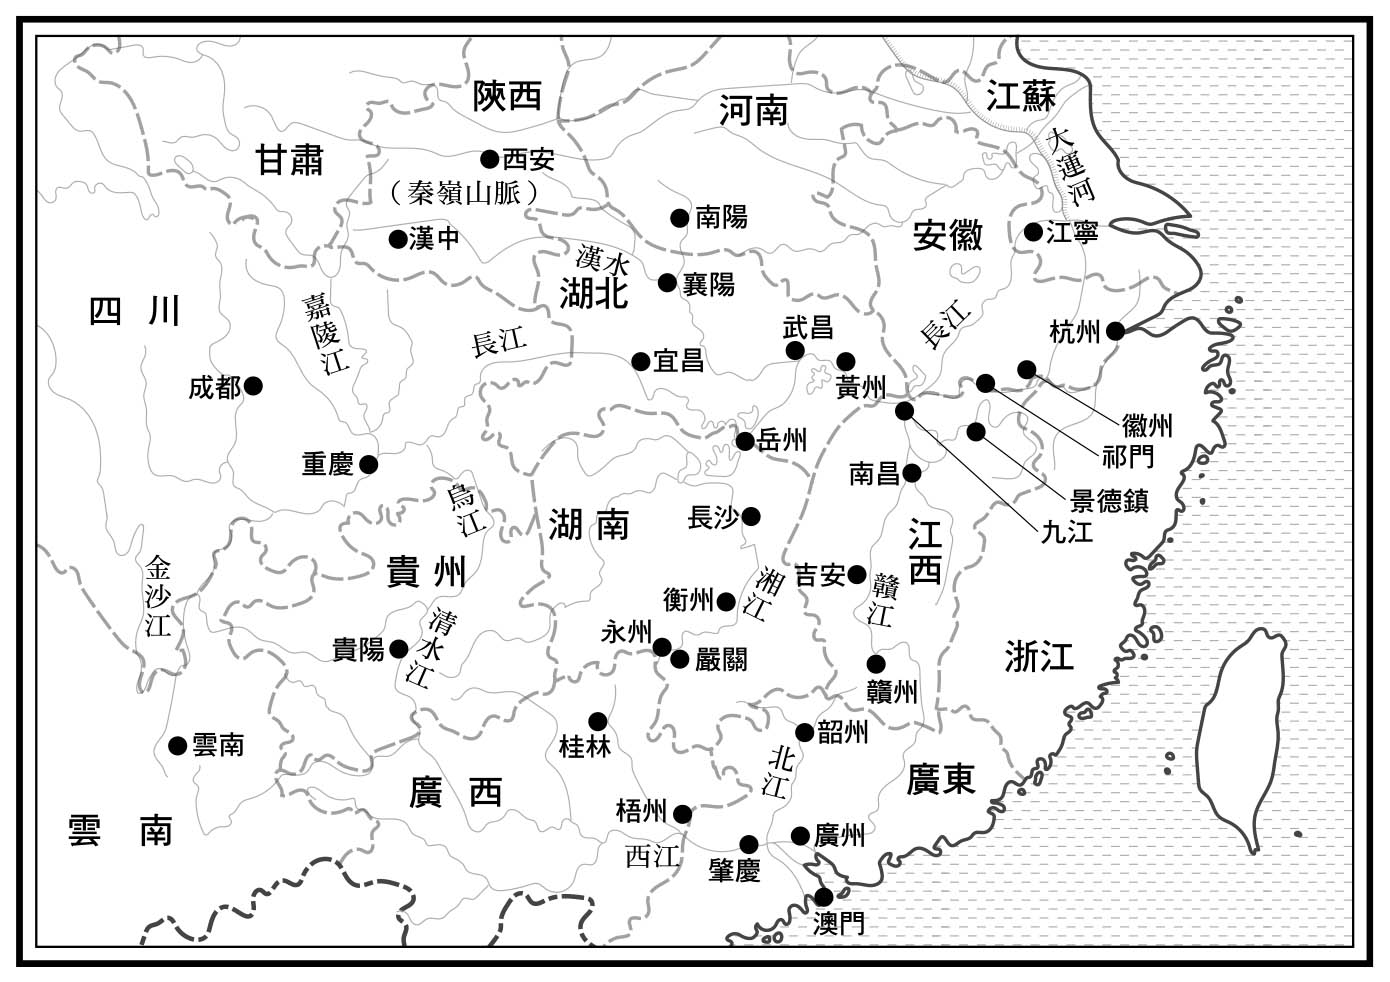 陝西
河南
江蘇
大運河
甘肅
西安
（秦嶺山脈）
南陽
漢中
安徽
江寧
漢水
湖北
襄陽
四川
嘉陵江
長江
長江
武昌
杭州
宜昌
黃州
成都
徽州
祁門
岳州
重慶
南昌
景德鎮
九江
烏江
湖南
長沙
江西
金沙江
貴州
湘江
吉安
贛江
衡州
清水江
永州
嚴關
貴陽
浙江
贛州
韶州
雲南
桂林
北江
廣西
廣東
梧州
雲南
廣州
西江
肇慶
澳門